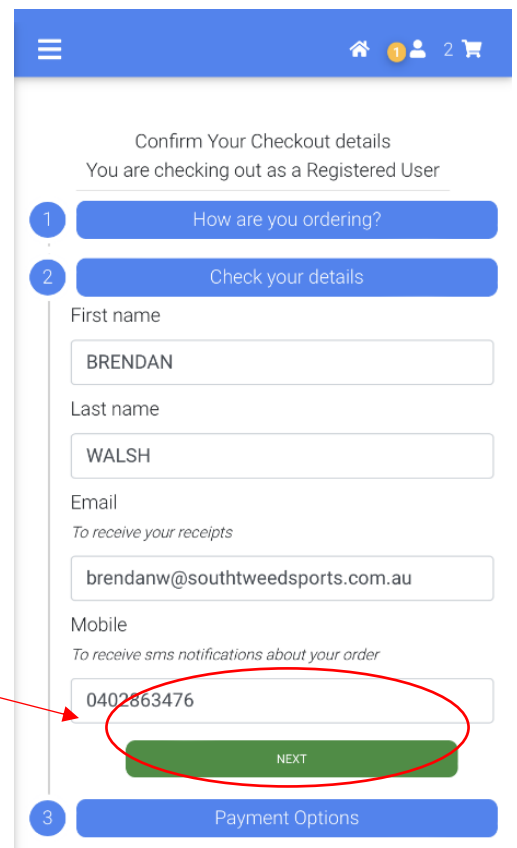 1 2
Confirm Your Checkout details
You are checking out as a Registered User
1 How are you ordering?
2 Check your details
First name
BRENDAN
Last name
WALSH
Email
To receive your receipts
brendanw@southtweedsports.com.au
Mobile
To receive sms notifications about your order
0402863476
NEXT
3 Payment Options